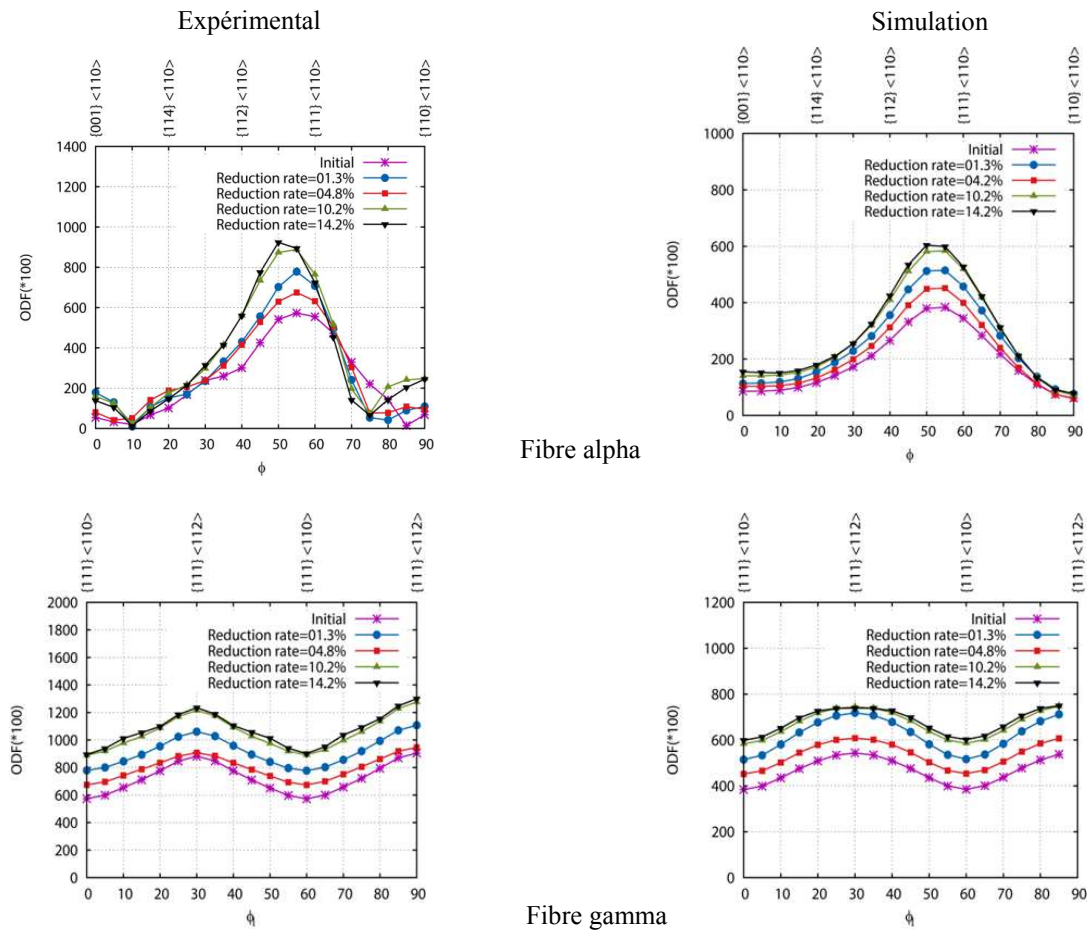 Expérimental
Simulation
{001} <110>
{114} <110>
{112} <110>
{111} <110>
{110} <110>
1400
1200
1000
800
600
400
200
0
ODF(*100)
Initial
Reduction rate=01.3%
Reduction rate=04.8%
Reduction rate=10.2%
Reduction rate=14.2%
0 10 20 30 40 50 60 70 80 90
ϕ
{001} <110>
{114} <110>
{112} <110>
{111} <110>
{110} <110>
1000
800
600
400
200
0
ODF(*100)
Initial
Reduction rate=01.3%
Reduction rate=04.2%
Reduction rate=10.2%
Reduction rate=14.2%
0 10 20 30 40 50 60 70 80 90
ϕ
Fibre alpha
{111} <110>
{111} <112>
{111} <110>
{111} <112>
2000
1800
1600
1400
1200
1000
800
600
400
200
0
ODF(*100)
Initial
Reduction rate=01.3%
Reduction rate=04.8%
Reduction rate=10.2%
Reduction rate=14.2%
0 10 20 30 40 50 60 70 80 90
ϕ1
{111} <110>
{111} <112>
{111} <110>
{111} <112>
1200
1000
800
600
400
200
0
ODF(*100)
Initial
Reduction rate=01.3%
Reduction rate=04.8%
Reduction rate=10.2%
Reduction rate=14.2%
0 10 20 30 40 50 60 70 80 90
ϕ1
Fibre gamma